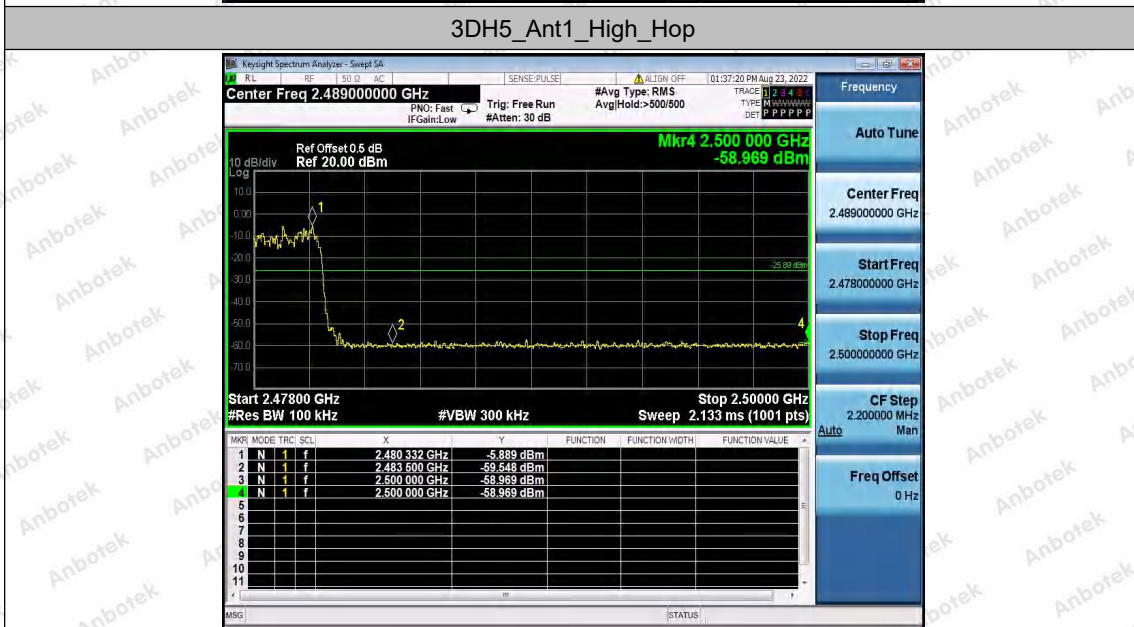 3DH5_Ant1_High_Hop
Keysight Spectrum Analyzer - Swept SA
RL RF 50 Ω AC SENSE:PULSE ALIGN OFF 01:37:20 PM Aug 23, 2022
Center Freq 2.489000000 GHz
PNO: Fast
IFGain:Low
Trig: Free Run
#Atten: 30 dB
#Avg Type: RMS
Avg|Hold:>500/500
TRACE 1 2 3 4 5 6
TYPE M W W W W W
DET P P P P P P
Ref Offset 0.5 dB
10 dB/div Ref 20.00 dBm
Log
Mkr4 2.500 000 GHz
-58.969 dBm
10.0
0.00
-10.0
-20.0
-30.0
-40.0
-50.0
-60.0
-70.0
1
2
4
-25.89 dBm
Start 2.47800 GHz Stop 2.50000 GHz
#Res BW 100 kHz #VBW 300 kHz Sweep 2.133 ms (1001 pts)
MKR MODE TRC SCL X Y FUNCTION FUNCTION WIDTH FUNCTION VALUE
1 N 1 f 2.480 332 GHz -5.889 dBm
2 N 1 f 2.483 500 GHz -59.548 dBm
3 N 1 f 2.500 000 GHz -58.969 dBm
4 N 1 f 2.500 000 GHz -58.969 dBm
5
6
7
8
9
10
11
MSG STATUS
Frequency
Auto Tune
Center Freq
2.489000000 GHz
Start Freq
2.478000000 GHz
Stop Freq
2.500000000 GHz
CF Step
2.200000 MHz
Auto Man
Freq Offset
0 Hz
Anbotek